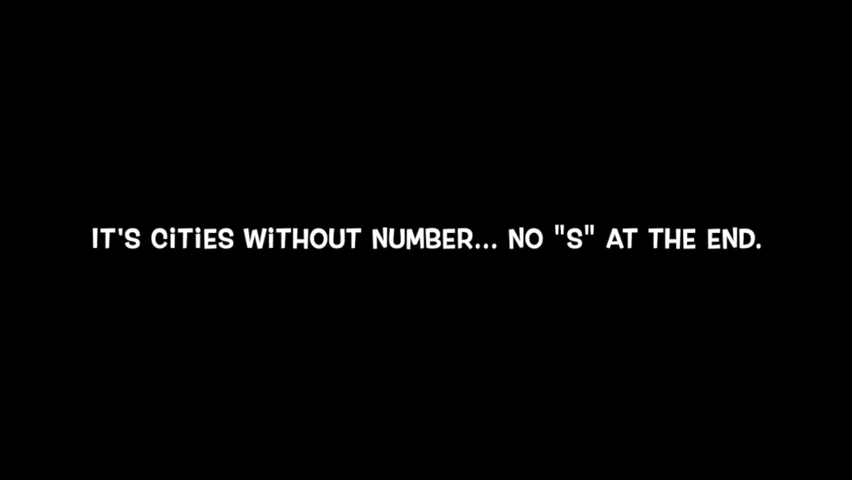 IT'S CiTiES WiTHOUT NUMBER... NO "S" AT THE END.